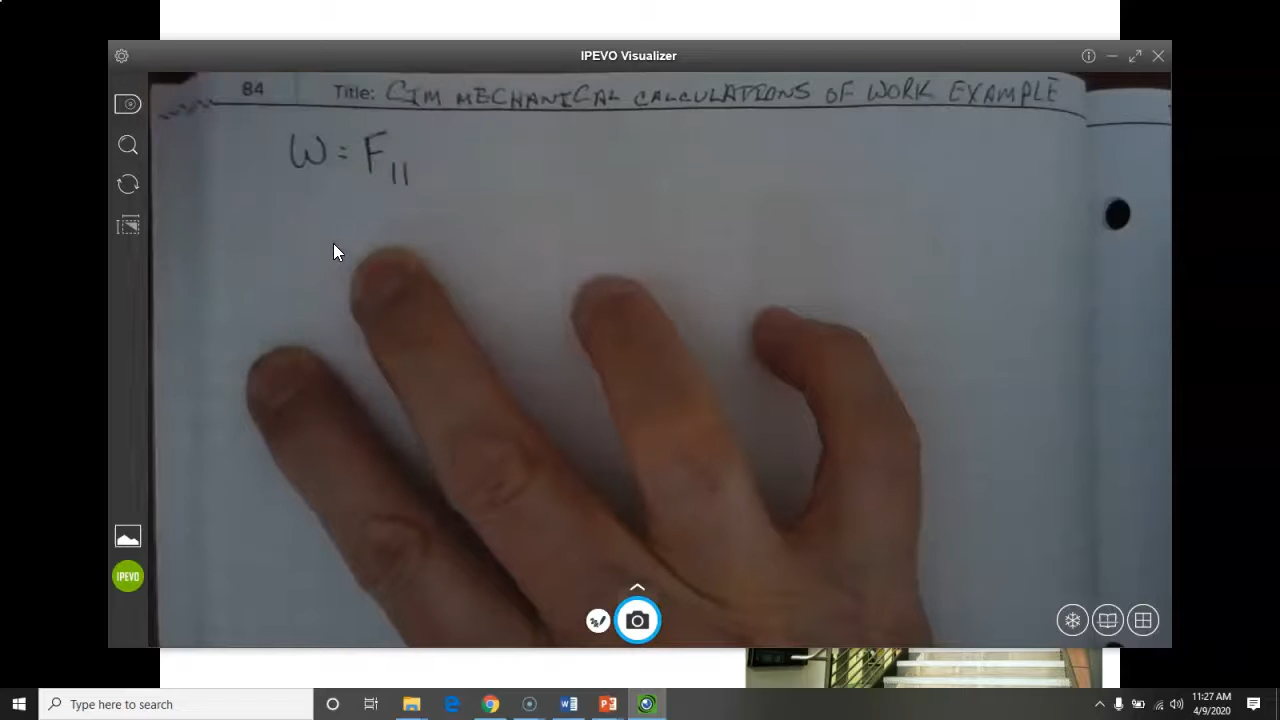 IPEVO Visualizer
84 Title: CIM MECHANICAL CALCULATIONS OF WORK EXAMPLE
W = F||
IPEVO
Type here to search
11:27 AM
4/9/2020